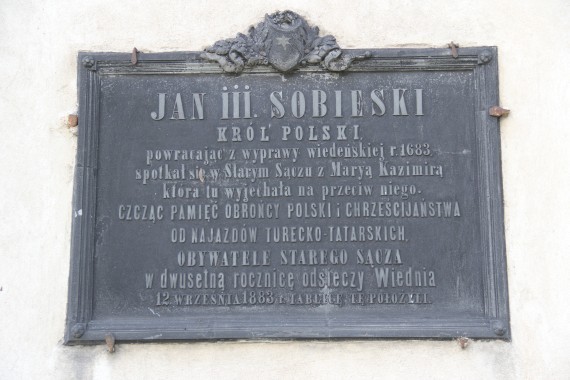 JAN III. SOBIESKI
KRÓL POLSKI,
powracając z wyprawy wiedeńskiej r. 1683.
spotkał się w Starym Sączu z Maryą Kazimirą
która tu wyjechała na przeciw niego.
CZCZĄC PAMIĘĆ OBROŃCY POLSKI i CHRZEŚCIJAŃSTWA
OD NAJAZDÓW TURECKO-TATARSKICH,
OBYWATELE STAREGO SĄCZA
w dwusetną rocznicę odsieczy Wiednia
12. WRZEŚNIA 1883 r. TABLICĘ TĘ POŁOŻYLI.